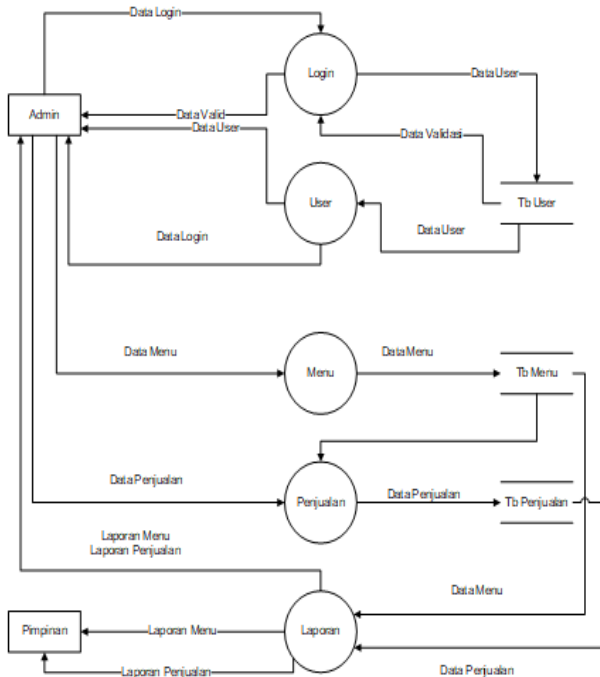 Data Login
Login
Data User
Admin
Data Valid
Data User
Data Validasi
User
Tb User
Data Login
Data User
Data Menu
Data Menu
Menu
Tb Menu
Data Penjualan
Data Penjualan
Penjualan
Tb Penjualan
Laporan Menu
Laporan Penjualan
Data Menu
Pimpinan
Laporan Menu
Laporan
Laporan Penjualan
Data Perjualan